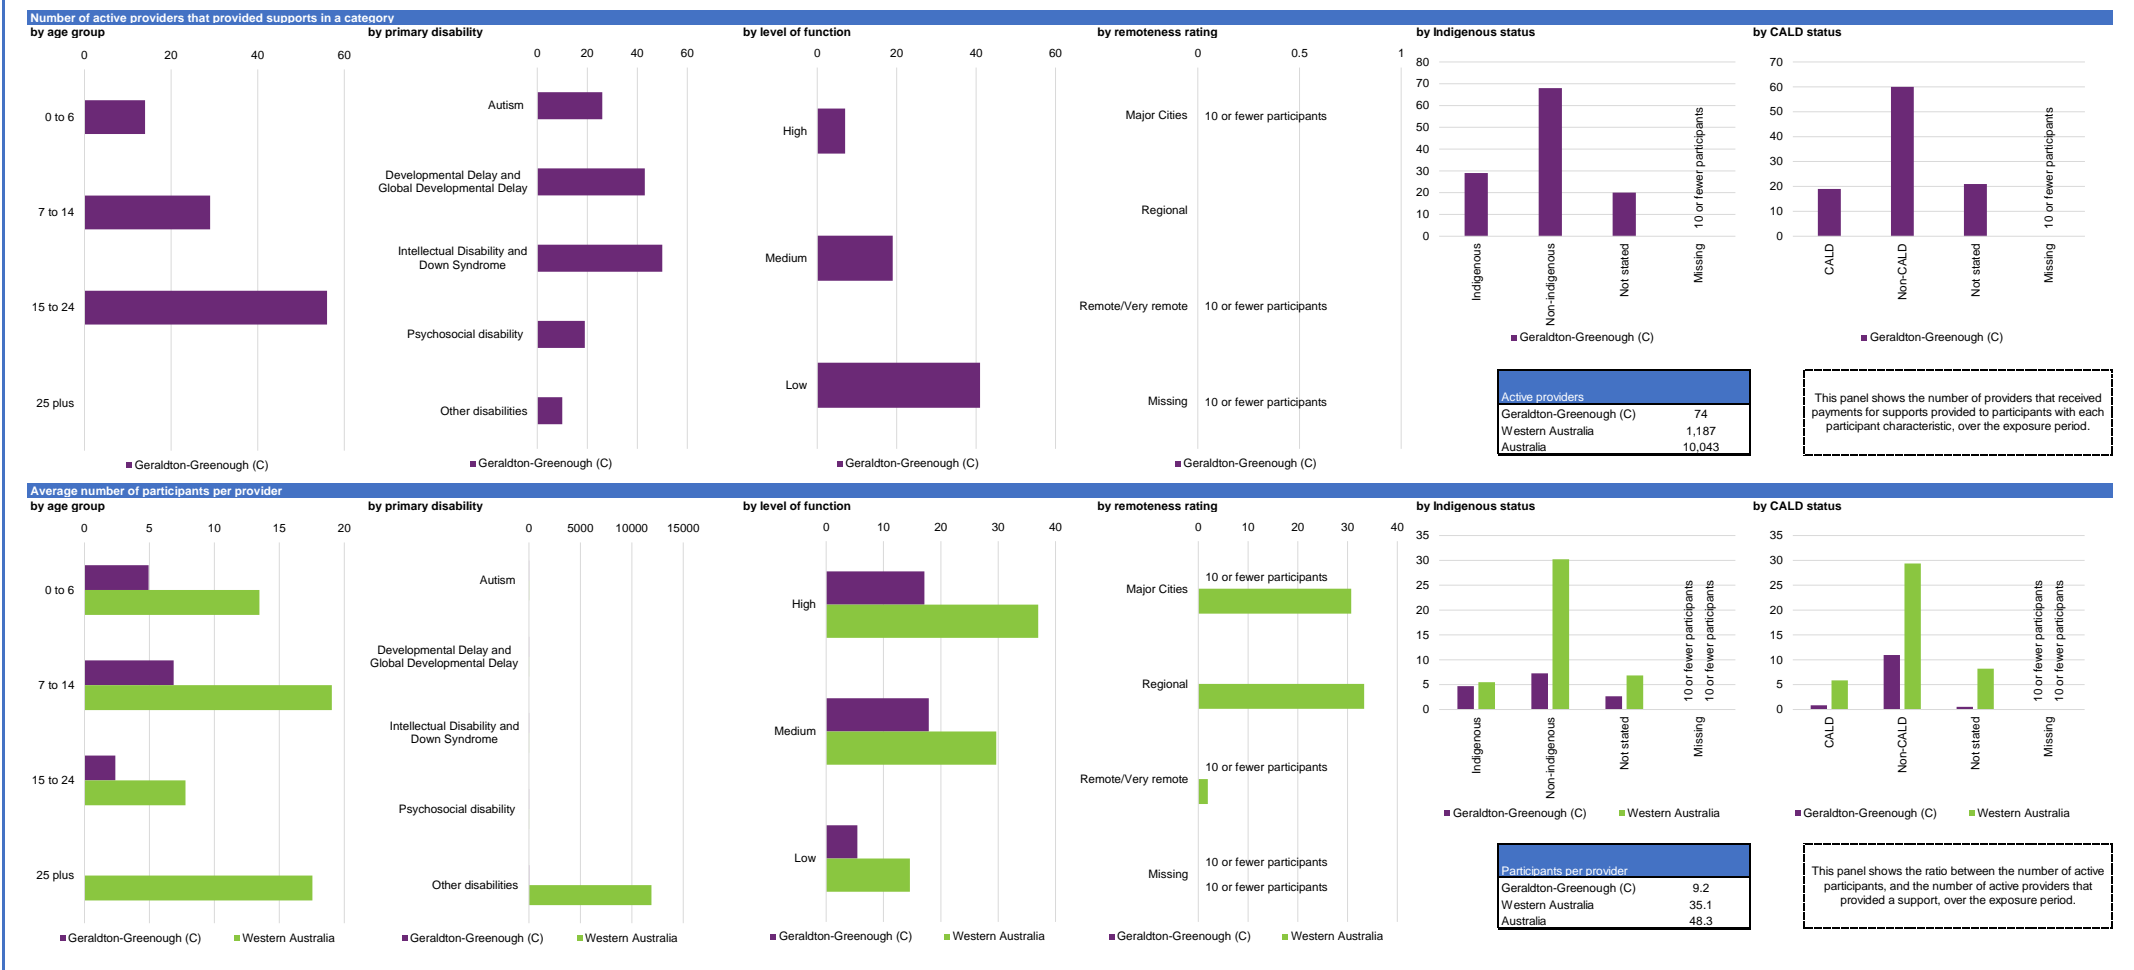 Number of active providers that provided supports in a category
by age group
0 20 40 60
0 to 6
7 to 14
15 to 24
25 plus
Geraldton-Greenough (C)
by primary disability
0 20 40 60
Autism
Developmental Delay and
Global Developmental Delay
Intellectual Disability and
Down Syndrome
Psychosocial disability
Other disabilities
Geraldton-Greenough (C)
by level of function
0 20 40 60
High
Medium
Low
Geraldton-Greenough (C)
by remoteness rating
0 0.5 1
Major Cities 10 or fewer participants
Regional
Remote/Very remote 10 or fewer participants
Missing 10 or fewer participants
Geraldton-Greenough (C)
by Indigenous status
80
70
60
50
40
30
20
10
0
10 or fewer participants
Indigenous
Non-indigenous
Not stated
Missing
Geraldton-Greenough (C)
by CALD status
70
60
50
40
30
20
10
0
10 or fewer participants
CALD
Non-CALD
Not stated
Missing
Geraldton-Greenough (C)
Active providers
Geraldton-Greenough (C) 74
Western Australia 1,187
Australia 10,043
This panel shows the number of providers that received
payments for supports provided to participants with each
participant characteristic, over the exposure period.
Average number of participants per provider
by age group
0 5 10 15 20
0 to 6
7 to 14
15 to 24
25 plus
Geraldton-Greenough (C) Western Australia
by primary disability
0 5000 10000 15000
Autism
Developmental Delay and
Global Developmental Delay
Intellectual Disability and
Down Syndrome
Psychosocial disability
Other disabilities
Geraldton-Greenough (C) Western Australia
by level of function
0 10 20 30 40
High
Medium
Low
Geraldton-Greenough (C) Western Australia
by remoteness rating
0 10 20 30 40
10 or fewer participants
Major Cities
Regional
10 or fewer participants
Remote/Very remote
10 or fewer participants
Missing
10 or fewer participants
Geraldton-Greenough (C) Western Australia
by Indigenous status
35
30
25
20
15
10
5
0
10 or fewer participants
10 or fewer participants
Indigenous
Non-indigenous
Not stated
Missing
Geraldton-Greenough (C) Western Australia
by CALD status
35
30
25
20
15
10
5
0
10 or fewer participants
10 or fewer participants
CALD
Non-CALD
Not stated
Missing
Geraldton-Greenough (C) Western Australia
Participants per provider
Geraldton-Greenough (C) 9.2
Western Australia 35.1
Australia 48.3
This panel shows the ratio between the number of active
participants, and the number of active providers that
provided a support, over the exposure period.